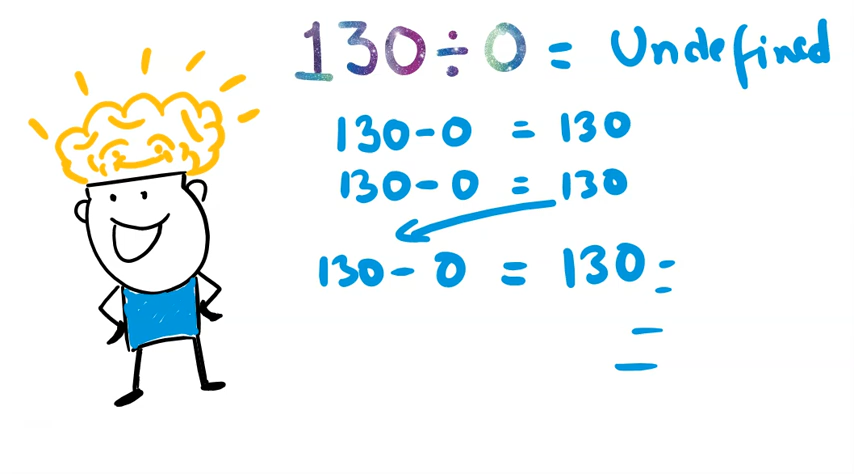 130÷0 = Undefined
130-0 = 130
130-0 = 130
130-0 = 130